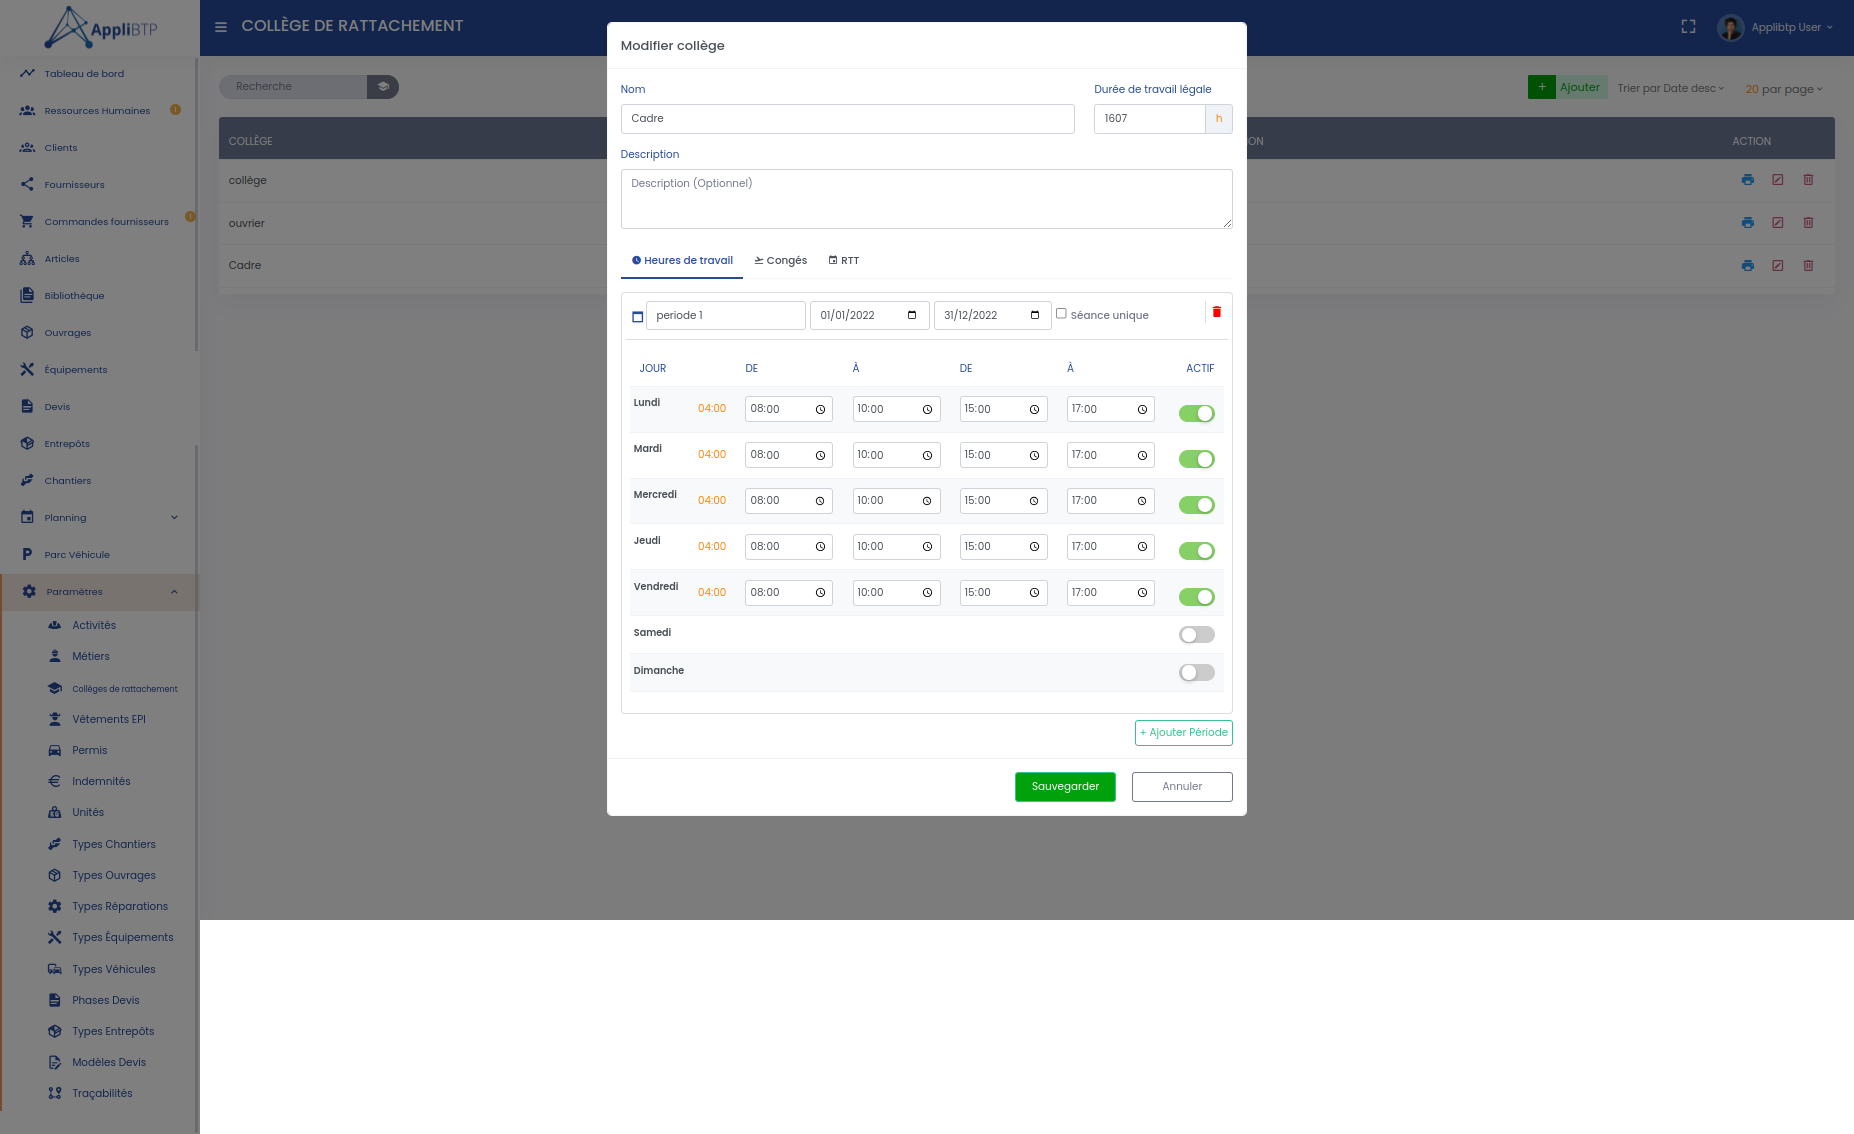 AppliBTP
COLLÈGE DE RATTACHEMENT
Applibtp User
Tableau de bord
Ressources Humaines
!
Clients
Fournisseurs
Commandes fournisseurs
!
Articles
Bibliothèque
Ouvrages
Équipements
Devis
Entrepôts
Chantiers
Planning
Parc Véhicule
Paramètres
Activités
Métiers
Collèges de rattachement
Vêtements EPI
Permis
Indemnités
Unités
Types Chantiers
Types Ouvrages
Types Réparations
Types Équipements
Types Véhicules
Phases Devis
Types Entrepôts
Modèles Devis
Traçabilités
Recherche
+ Ajouter
Trier par Date desc
20 par page
COLLÈGE
ON
ACTION
collège
ouvrier
Cadre
Modifier collège
Nom
Durée de travail légale
Cadre
1607 h
Description
Description (Optionnel)
Heures de travail
Congés
RTT
periode 1
01/01/2022
31/12/2022
Séance unique
JOUR DE À DE À ACTIF
Lundi 04:00 08:00 10:00 15:00 17:00
Mardi 04:00 08:00 10:00 15:00 17:00
Mercredi 04:00 08:00 10:00 15:00 17:00
Jeudi 04:00 08:00 10:00 15:00 17:00
Vendredi 04:00 08:00 10:00 15:00 17:00
Samedi
Dimanche
+ Ajouter Période
Sauvegarder
Annuler